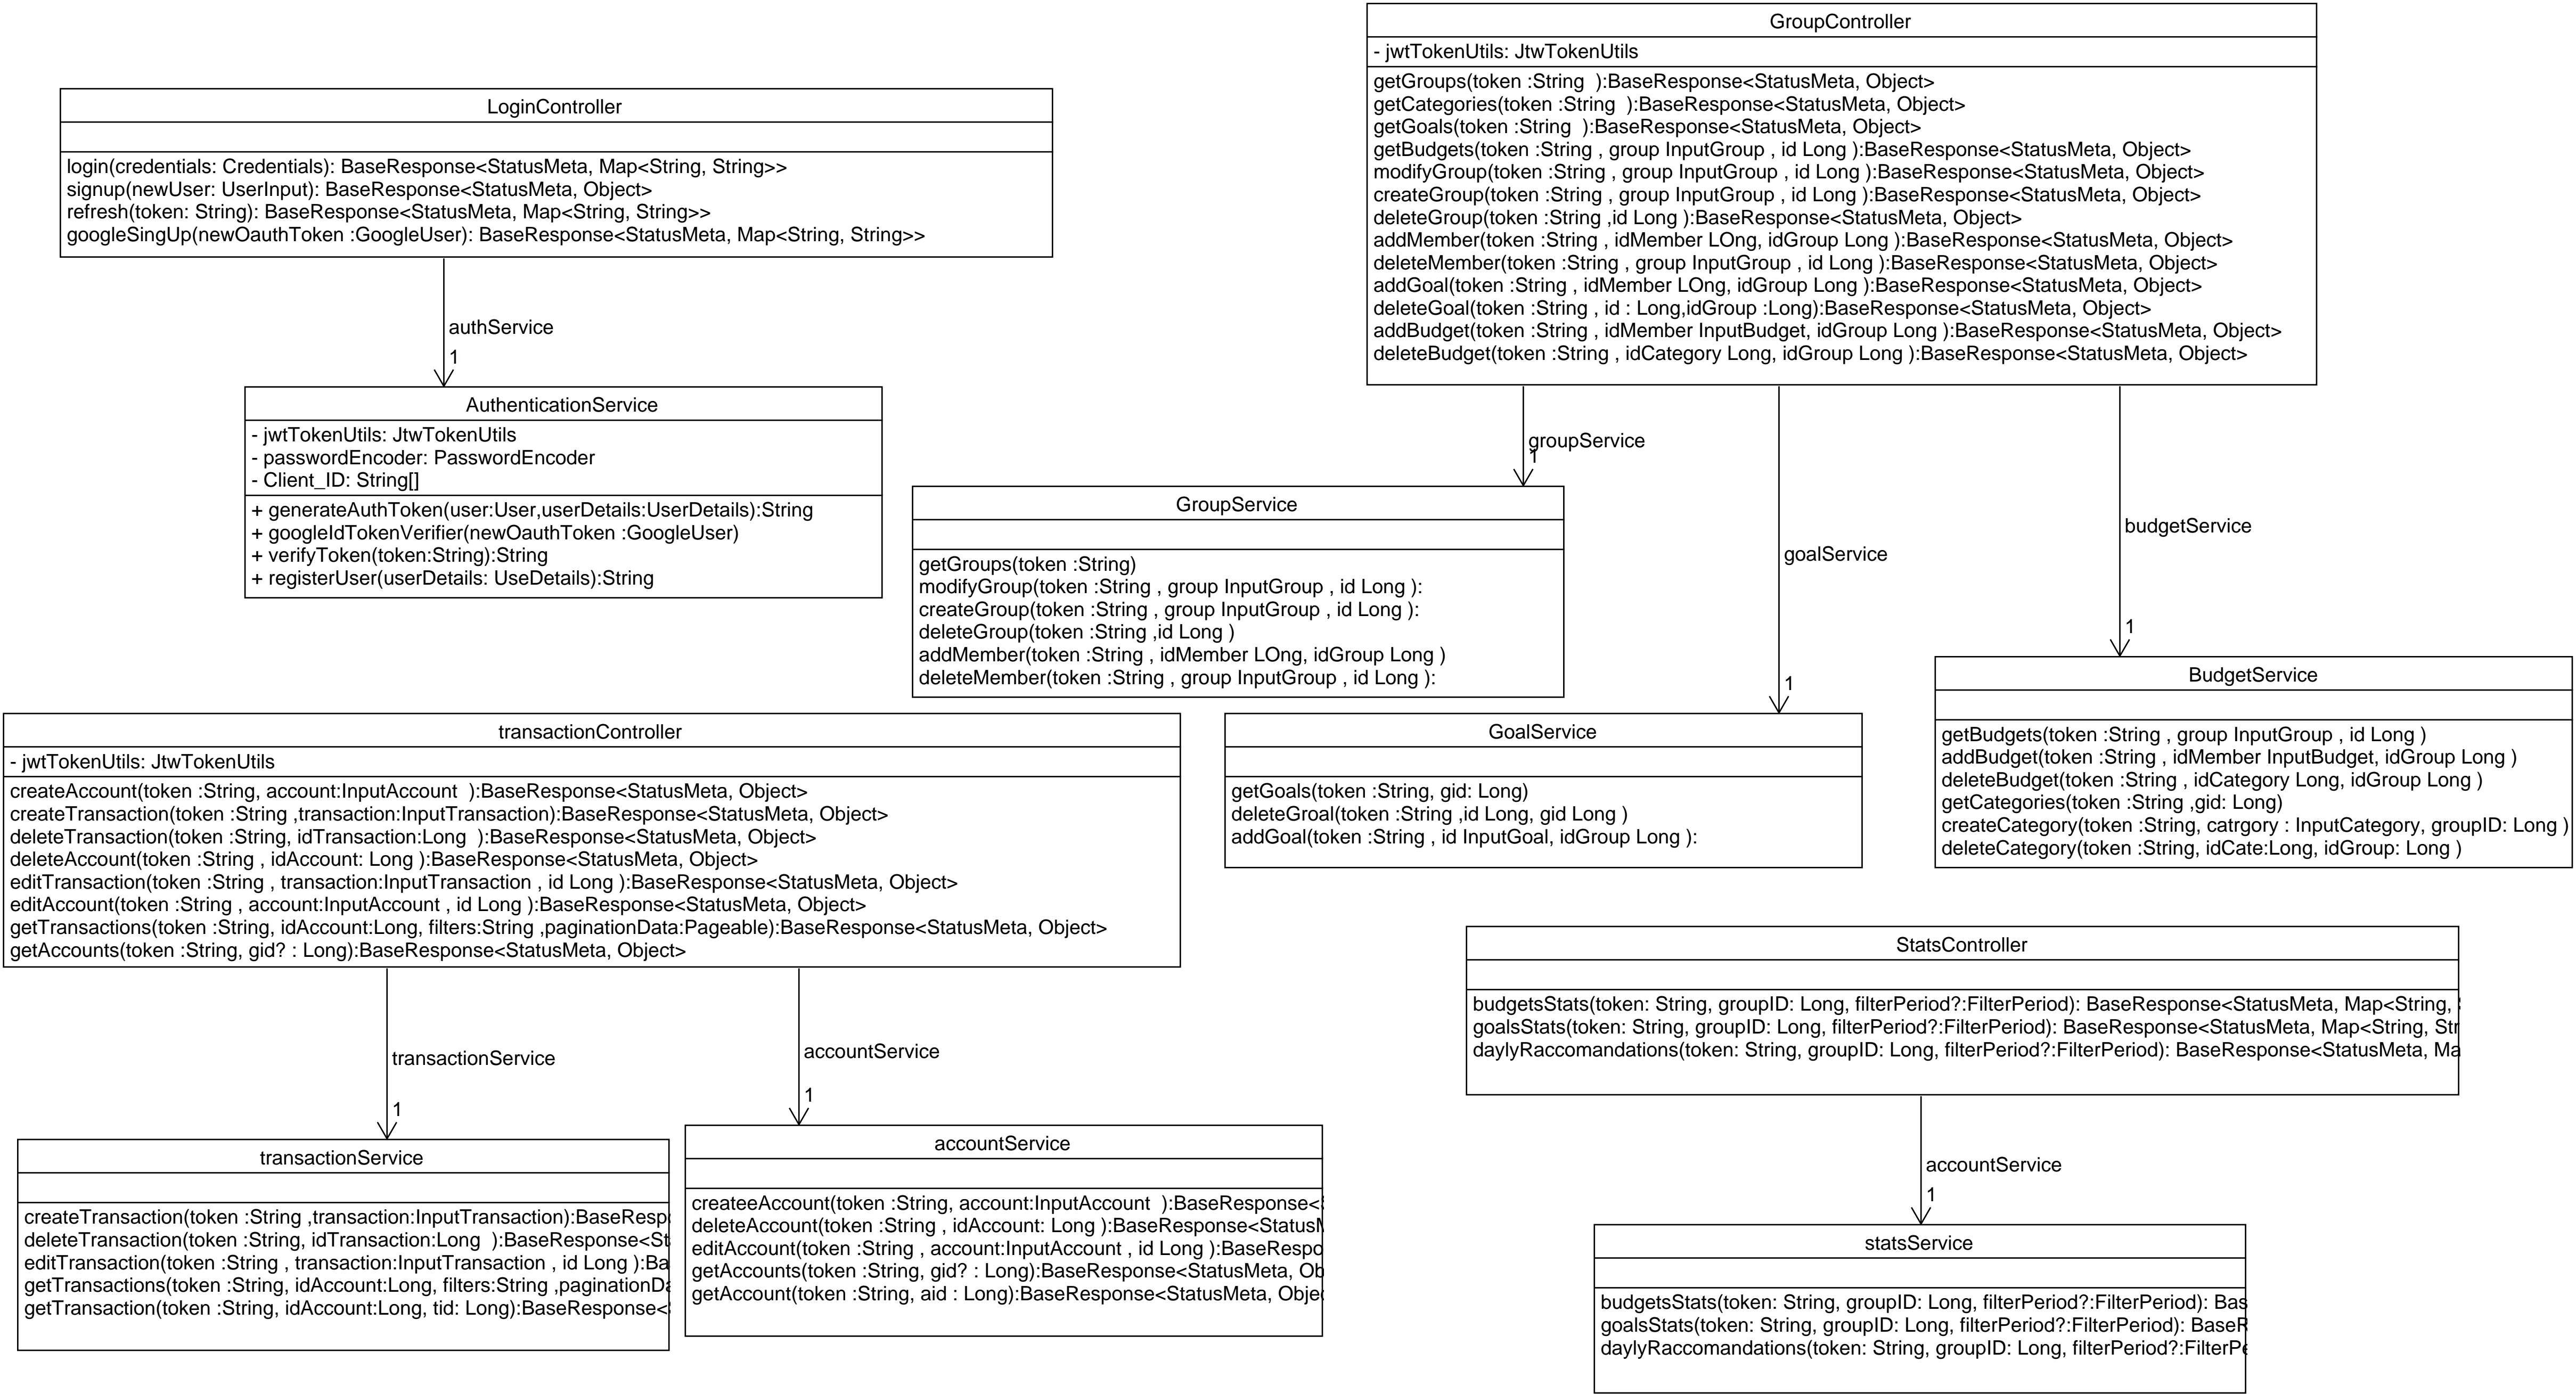 LoginController
login(credentials: Credentials): BaseResponse<StatusMeta, Map<String, String>>
signup(newUser: UserInput): BaseResponse<StatusMeta, Object>
refresh(token: String): BaseResponse<StatusMeta, Map<String, String>>
googleSingUp(newOauthToken :GoogleUser): BaseResponse<StatusMeta, Map<String, String>>
authService
1
AuthenticationService
- jwtTokenUtils: JtwTokenUtils
- passwordEncoder: PasswordEncoder
- Client_ID: String[]
+ generateAuthToken(user:User,userDetails:UserDetails):String
+ googleIdTokenVerifier(newOauthToken :GoogleUser)
+ verifyToken(token:String):String
+ registerUser(userDetails: UseDetails):String
GroupController
- jwtTokenUtils: JtwTokenUtils
getGroups(token :String  ):BaseResponse<StatusMeta, Object>
getCategories(token :String  ):BaseResponse<StatusMeta, Object>
getGoals(token :String  ):BaseResponse<StatusMeta, Object>
getBudgets(token :String , group InputGroup , id Long ):BaseResponse<StatusMeta, Object>
modifyGroup(token :String , group InputGroup , id Long ):BaseResponse<StatusMeta, Object>
createGroup(token :String , group InputGroup , id Long ):BaseResponse<StatusMeta, Object>
deleteGroup(token :String ,id Long ):BaseResponse<StatusMeta, Object>
addMember(token :String , idMember LOng, idGroup Long ):BaseResponse<StatusMeta, Object>
deleteMember(token :String , group InputGroup , id Long ):BaseResponse<StatusMeta, Object>
addGoal(token :String , idMember LOng, idGroup Long ):BaseResponse<StatusMeta, Object>
deleteGoal(token :String , id : Long,idGroup :Long):BaseResponse<StatusMeta, Object>
addBudget(token :String , idMember InputBudget, idGroup Long ):BaseResponse<StatusMeta, Object>
deleteBudget(token :String , idCategory Long, idGroup Long ):BaseResponse<StatusMeta, Object>
groupService
1
goalService
1
budgetService
1
GroupService
getGroups(token :String)
modifyGroup(token :String , group InputGroup , id Long ):
createGroup(token :String , group InputGroup , id Long ):
deleteGroup(token :String ,id Long )
addMember(token :String , idMember LOng, idGroup Long )
deleteMember(token :String , group InputGroup , id Long ):
GoalService
getGoals(token :String, gid: Long)
deleteGroal(token :String ,id Long, gid Long )
addGoal(token :String , id InputGoal, idGroup Long ):
BudgetService
getBudgets(token :String , group InputGroup , id Long )
addBudget(token :String , idMember InputBudget, idGroup Long )
deleteBudget(token :String , idCategory Long, idGroup Long )
getCategories(token :String ,gid: Long)
createCategory(token :String, catrgory : InputCategory, groupID: Long )
deleteCategory(token :String, idCate:Long, idGroup: Long )
transactionController
- jwtTokenUtils: JtwTokenUtils
createAccount(token :String, account:InputAccount  ):BaseResponse<StatusMeta, Object>
createTransaction(token :String ,transaction:InputTransaction):BaseResponse<StatusMeta, Object>
deleteTransaction(token :String, idTransaction:Long  ):BaseResponse<StatusMeta, Object>
deleteAccount(token :String , idAccount: Long ):BaseResponse<StatusMeta, Object>
editTransaction(token :String , transaction:InputTransaction , id Long ):BaseResponse<StatusMeta, Object>
editAccount(token :String , account:InputAccount , id Long ):BaseResponse<StatusMeta, Object>
getTransactions(token :String, idAccount:Long, filters:String ,paginationData:Pageable):BaseResponse<StatusMeta, Object>
getAccounts(token :String, gid? : Long):BaseResponse<StatusMeta, Object>
transactionService
1
accountService
1
transactionService
createTransaction(token :String ,transaction:InputTransaction):BaseResp
deleteTransaction(token :String, idTransaction:Long  ):BaseResponse<St
editTransaction(token :String , transaction:InputTransaction , id Long ):Ba
getTransactions(token :String, idAccount:Long, filters:String ,paginationDa
getTransaction(token :String, idAccount:Long, tid: Long):BaseResponse<
accountService
createeAccount(token :String, account:InputAccount  ):BaseResponse<
deleteAccount(token :String , idAccount: Long ):BaseResponse<Status
editAccount(token :String , account:InputAccount , id Long ):BaseRespo
getAccounts(token :String, gid? : Long):BaseResponse<StatusMeta, Ob
getAccount(token :String, aid : Long):BaseResponse<StatusMeta, Obje
StatsController
budgetsStats(token: String, groupID: Long, filterPeriod?:FilterPeriod): BaseResponse<StatusMeta, Map<String,
goalsStats(token: String, groupID: Long, filterPeriod?:FilterPeriod): BaseResponse<StatusMeta, Map<String, Str
daylyRaccomandations(token: String, groupID: Long, filterPeriod?:FilterPeriod): BaseResponse<StatusMeta, Ma
accountService
1
statsService
budgetsStats(token: String, groupID: Long, filterPeriod?:FilterPeriod): Bas
goalsStats(token: String, groupID: Long, filterPeriod?:FilterPeriod): BaseR
daylyRaccomandations(token: String, groupID: Long, filterPeriod?:FilterPe